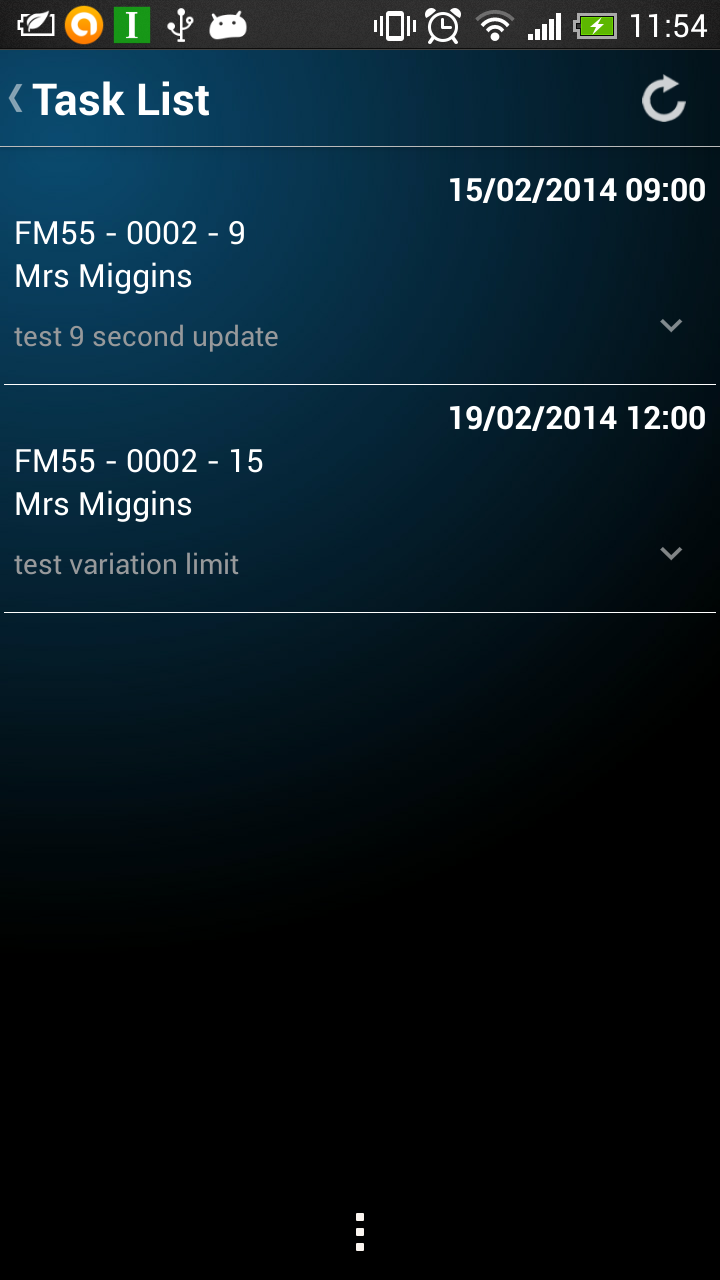 I
11:54
Task List
15/02/2014 09:00
FM55 - 0002 - 9
Mrs Miggins
test 9 second update
19/02/2014 12:00
FM55 - 0002 - 15
Mrs Miggins
test variation limit